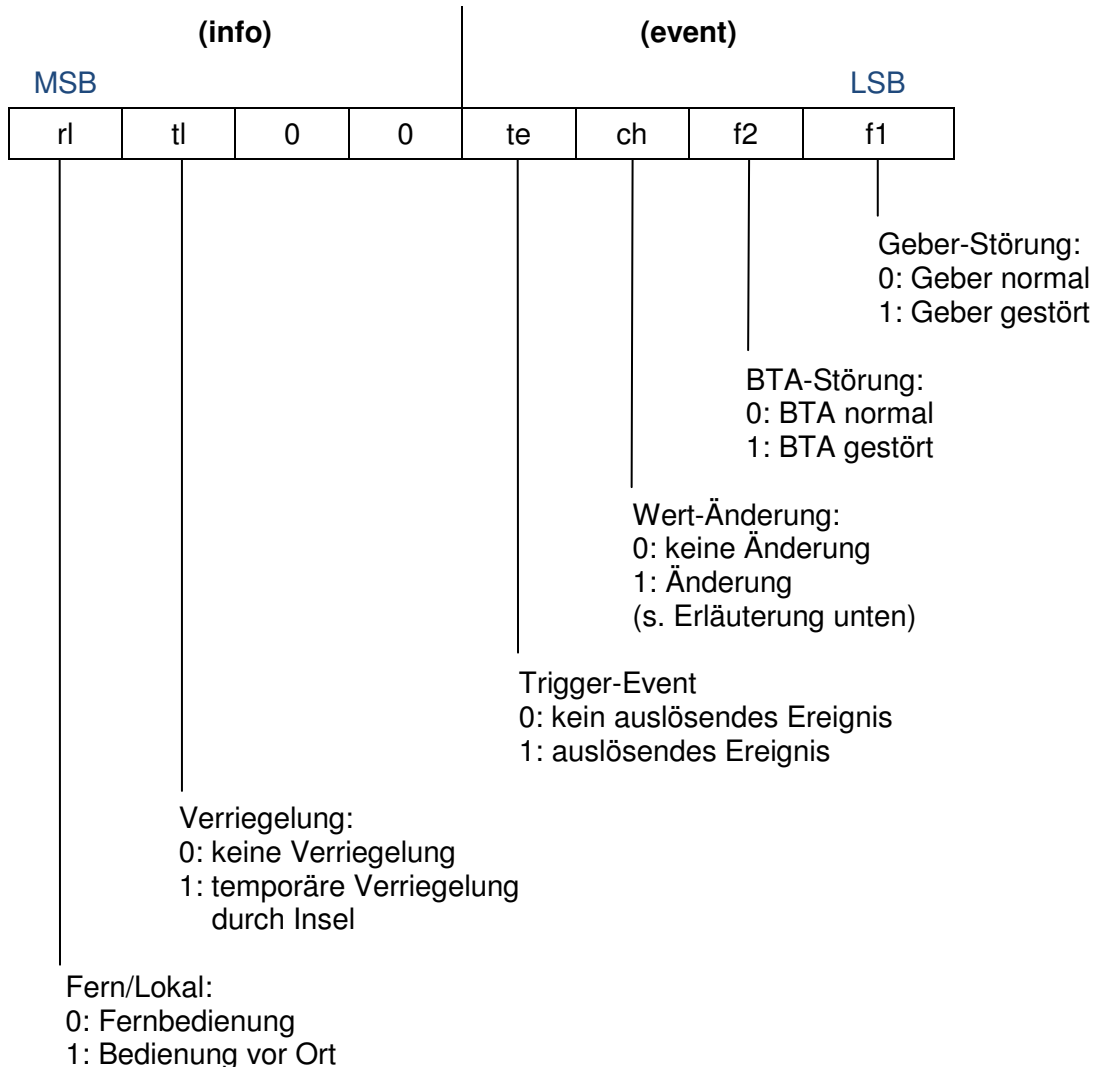 (info) (event)
MSB LSB
rl tl 0 0 te ch f2 f1
Geber-Störung:
0: Geber normal
1: Geber gestört
BTA-Störung:
0: BTA normal
1: BTA gestört
Wert-Änderung:
0: keine Änderung
1: Änderung
(s. Erläuterung unten)
Trigger-Event
0: kein auslösendes Ereignis
1: auslösendes Ereignis
Verriegelung:
0: keine Verriegelung
1: temporäre Verriegelung
durch Insel
Fern/Lokal:
0: Fernbedienung
1: Bedienung vor Ort